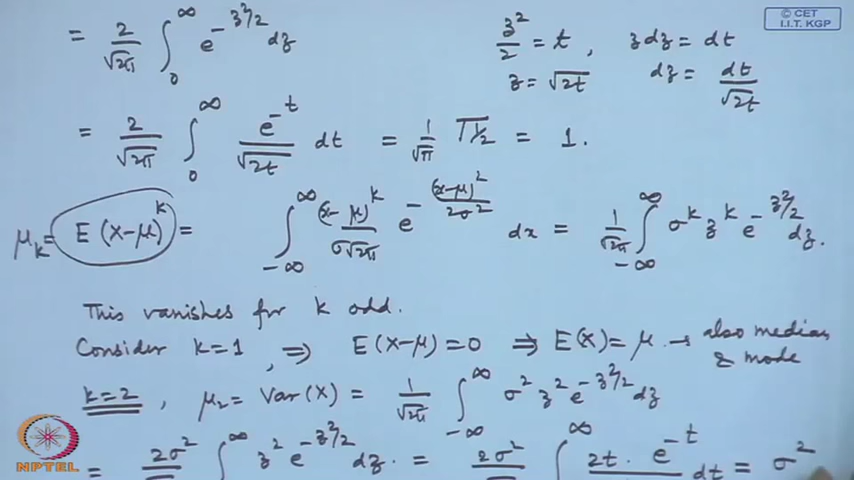 © CET
I.I.T. KGP
= 2/√2π ∫₀^∞ e^{-z²/2} dz
z²/2 = t, z dz = dt
z = √2t dz = dt/√2t
= 2/√2π ∫₀^∞ e^{-t}/√2t dt = 1/√π Γ1/2 = 1.
μ_k = E(X-μ)^k = ∫_{-∞}^∞ (x-μ)^k/σ√2π e^{-(x-μ)²/2σ²} dx = 1/√2π ∫_{-∞}^∞ σ^k z^k e^{-z²/2} dz.
This vanishes for k odd.
Consider k=1, ⇒ E(X-μ)=0 ⇒ E(X)=μ → also median
& mode
k=2, μ₂ = Var(X) = 1/√2π ∫_{-∞}^∞ σ² z² e^{-z²/2} dz
= 2σ²/√ ∫^∞ z² e^{-z²/2} dz. = 2σ²/√ ∫^∞ 2t. e^{-t}/ dt = σ²
NPTEL